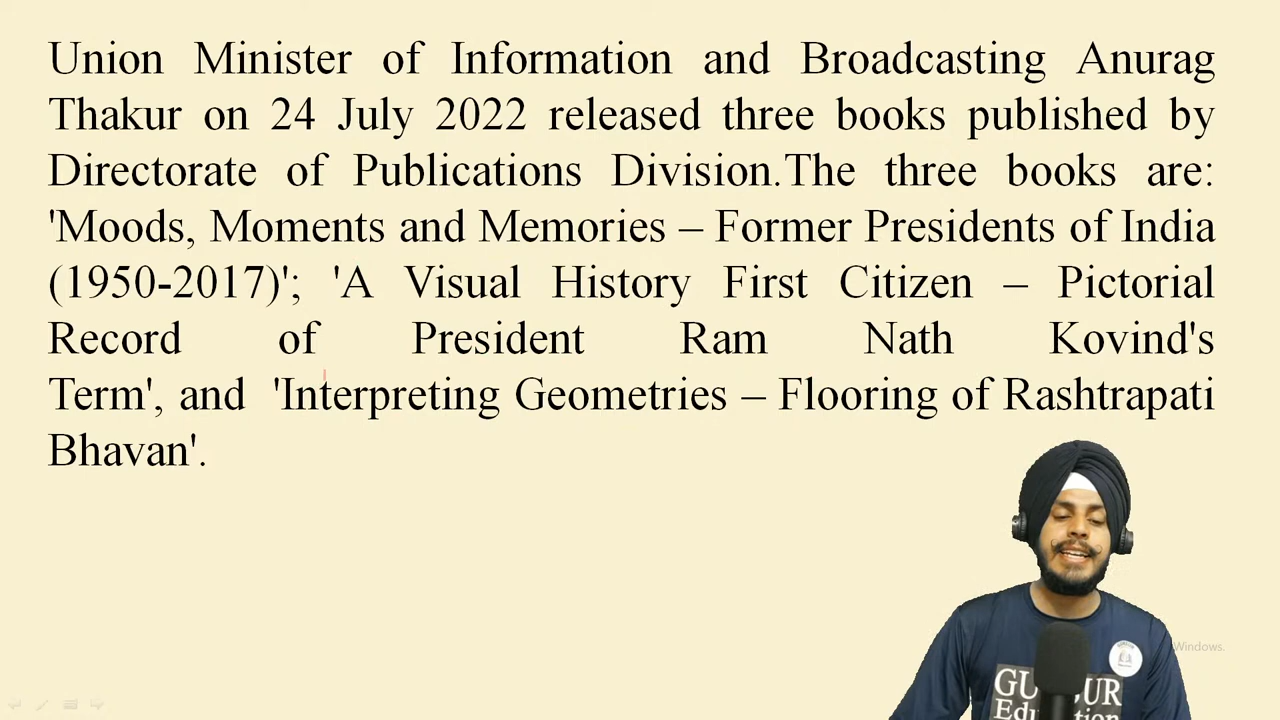 Union Minister of Information and Broadcasting Anurag
Thakur on 24 July 2022 released three books published by
Directorate of Publications Division.The three books are:
'Moods, Moments and Memories – Former Presidents of India
(1950-2017)'; 'A Visual History First Citizen – Pictorial
Record of President Ram Nath Kovind's
Term', and 'Interpreting Geometries – Flooring of Rashtrapati
Bhavan'.
Windows.